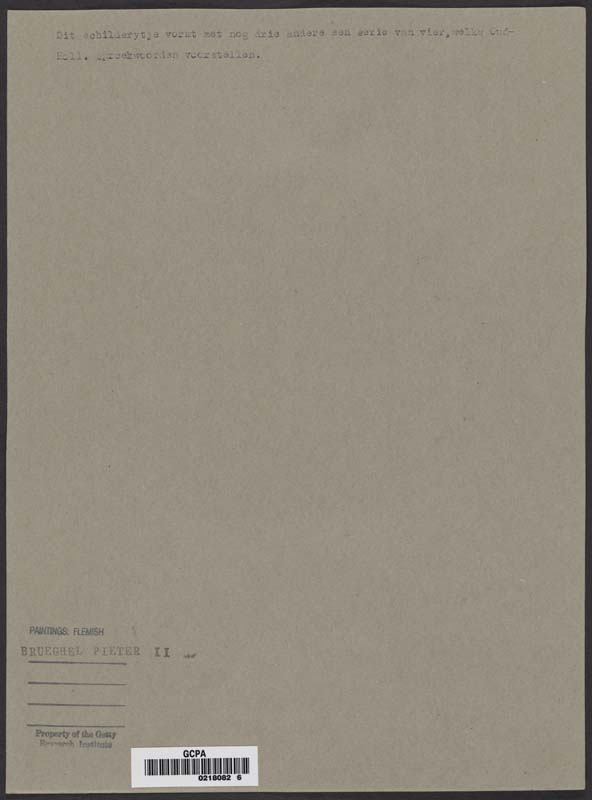 Dit schilderytje vormt met nog drie andere een serie van vier,welke Oud-
Holl. spreekwoorden voorstellen.
PAINTINGS: FLEMISH
BRUEGHEL PIETER II
Property of the Getty
Research Institute
GCPA
0218082 6